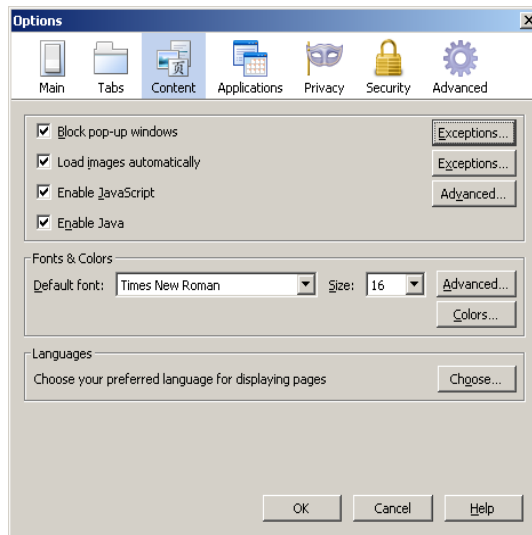 Options
Main Tabs Content Applications Privacy Security Advanced
Block pop-up windows Exceptions...
Load images automatically Exceptions...
Enable JavaScript Advanced...
Enable Java
Fonts & Colors
Default font: Times New Roman Size: 16 Advanced...
Colors...
Languages
Choose your preferred language for displaying pages Choose...
OK Cancel Help